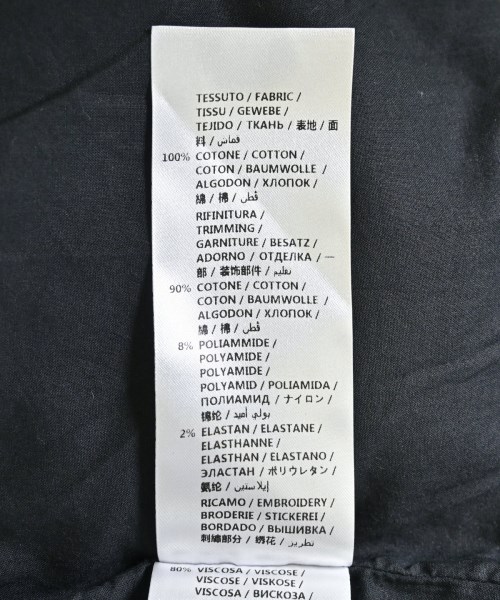 TESSUTO / FABRIC /
TISSU / GEWEBE /
TEJIDO / ТКАНЬ / 表地 / 面
料 / قماش
100% COTONE / COTTON /
COTON / BAUMWOLLE /
ALGODON / ХЛОПОК /
綿 / 棉 / قُطن
RIFINITURA /
TRIMMING /
GARNITURE / BESATZ /
ADORNO / ОТДЕЛКА / 一
部 / 装饰部件 / تقليم
90% COTONE / COTTON /
COTON / BAUMWOLLE /
ALGODON / ХЛОПОК /
綿 / 棉 / قُطن
8% POLIAMMIDE /
POLYAMIDE /
POLYAMIDE /
POLYAMID / POLIAMIDA /
ПОЛИАМИД / ナイロン /
锦纶 / بولي أميد
2% ELASTAN / ELASTANE /
ELASTHANNE /
ELASTHAN / ELASTANO /
ЭЛАСТАН / ポリウレタン /
氨纶 / إيلاستين
RICAMO / EMBROIDERY /
BRODERIE / STICKEREI /
BORDADO / ВЫШИВКА /
刺繍部分 / 绣花 / تطريز
80% VISCOSA / VISCOSE /
VISCOSE / VISKOSE /
VISCOSA / ВИСКОЗА /